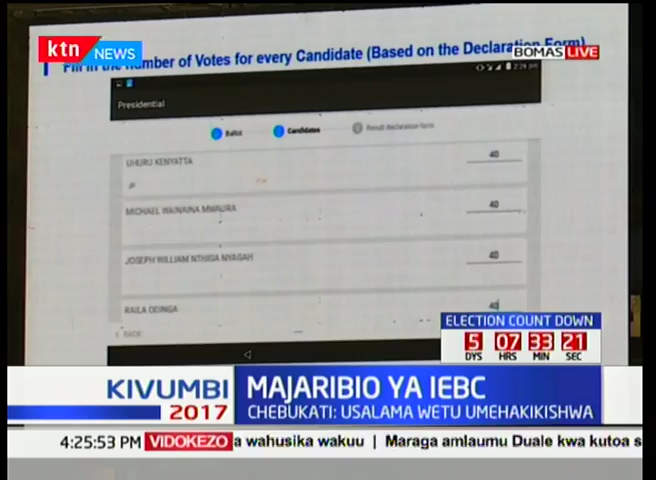 ktn NEWS
BOMAS LIVE
Fill in the Number of Votes for every Candidate (Based on the Declaration Form)
Presidential
Ballot
Candidates
Result declaration form
UHURU KENYATTA 40
JP
MICHAEL WAINAINA MWAURA 40
JOSEPH WILLIAM NTHIGA NYAGAH 40
RAILA ODINGA 40
BACK
ELECTION COUNT DOWN
5 07 33 21
DYS HRS MIN SEC
KIVUMBI 2017
MAJARIBIO YA IEBC
CHEBUKATI: USALAMA WETU UMEHAKIKISHWA
4:25:53 PM VIDOKEZO a wahusika wakuu | Maraga amlaumu Duale kwa kutoa s